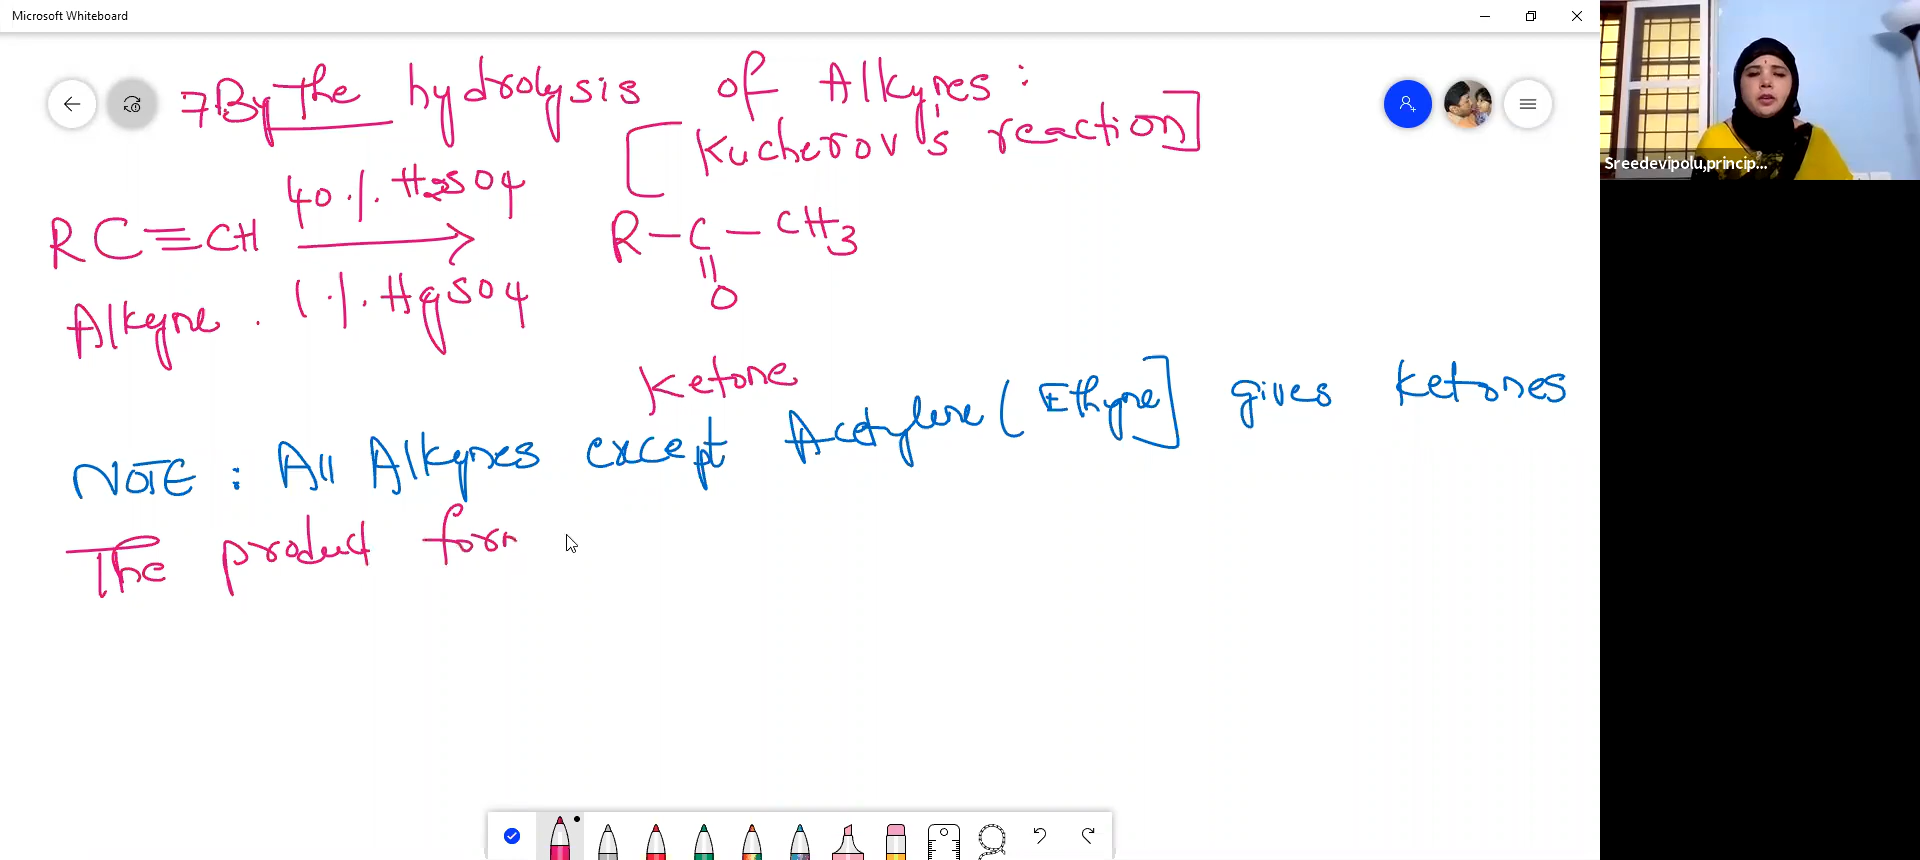 Microsoft Whiteboard
7 By The hydrolysis of Alkynes :
[Kucherov's reaction]
40 % H2SO4
RC≡CH → R-C-CH3
1 % HgSO4
||
O
Alkyne .
Ketone
NOTE : All Alkynes except Acetylene (Ethyne] gives ketones
The product form
Sreedevipolu,princip...